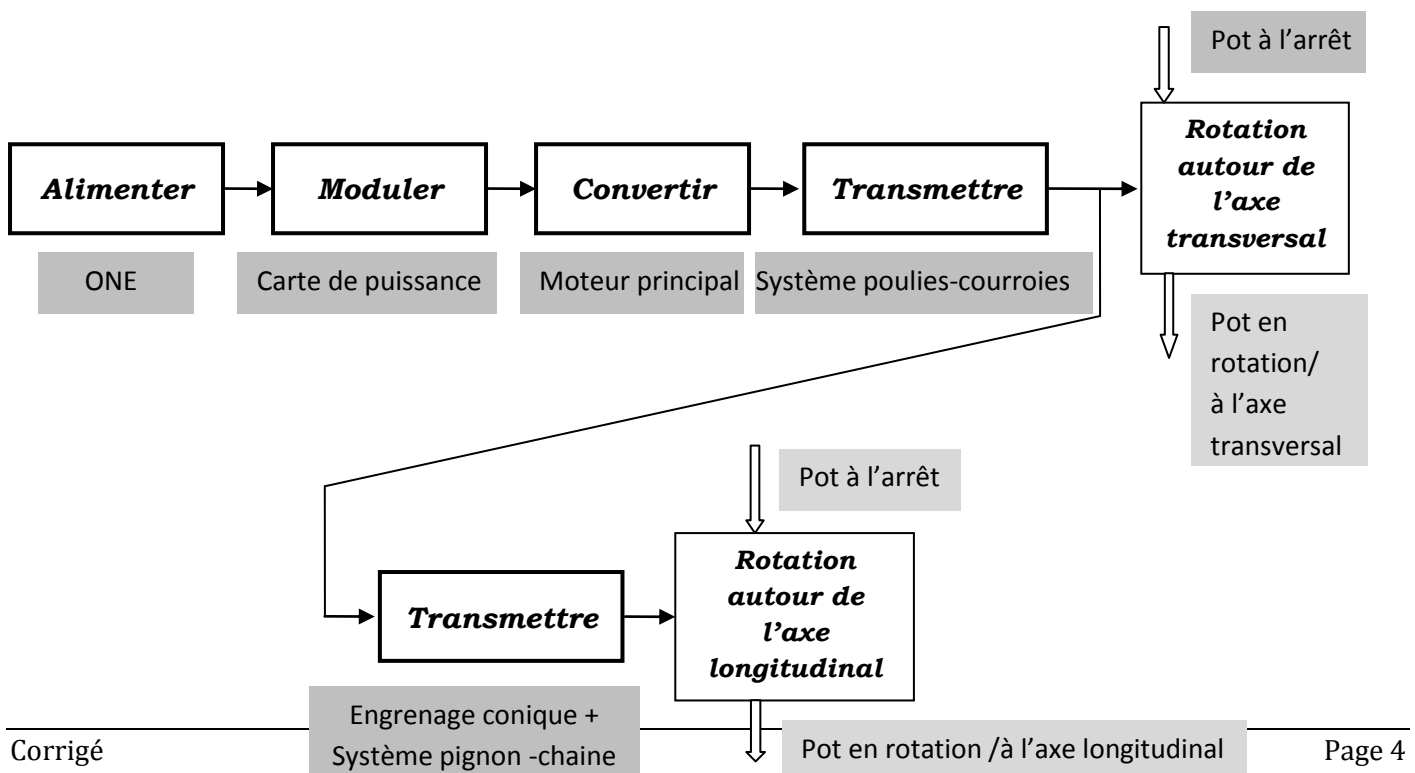 Pot à l’arrêt
Alimenter
Moduler
Convertir
Transmettre
Rotation
autour de
l’axe
transversal
ONE
Carte de puissance
Moteur principal
Système poulies-courroies
Pot en
rotation/
à l’axe
transversal
Pot à l’arrêt
Transmettre
Rotation
autour de
l’axe
longitudinal
Engrenage conique +
Système pignon -chaine
Pot en rotation /à l’axe longitudinal
Corrigé
Page 4